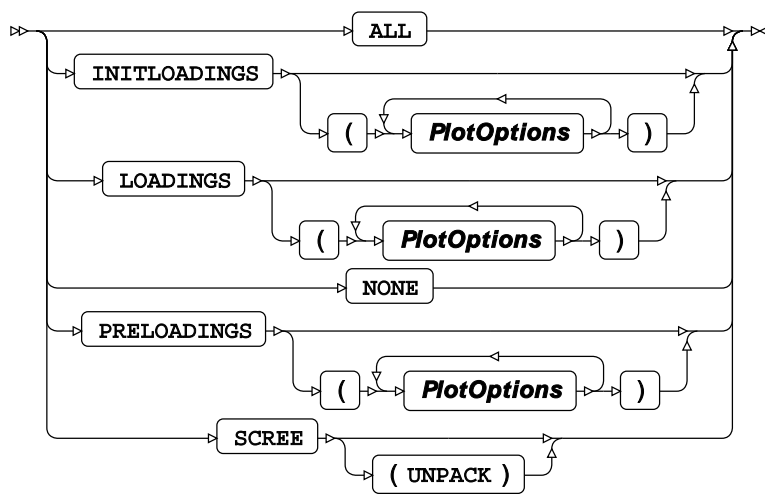 ALL
INITLOADINGS
( PlotOptions )
LOADINGS
( PlotOptions )
NONE
PRELOADINGS
( PlotOptions )
SCREE
( UNPACK )